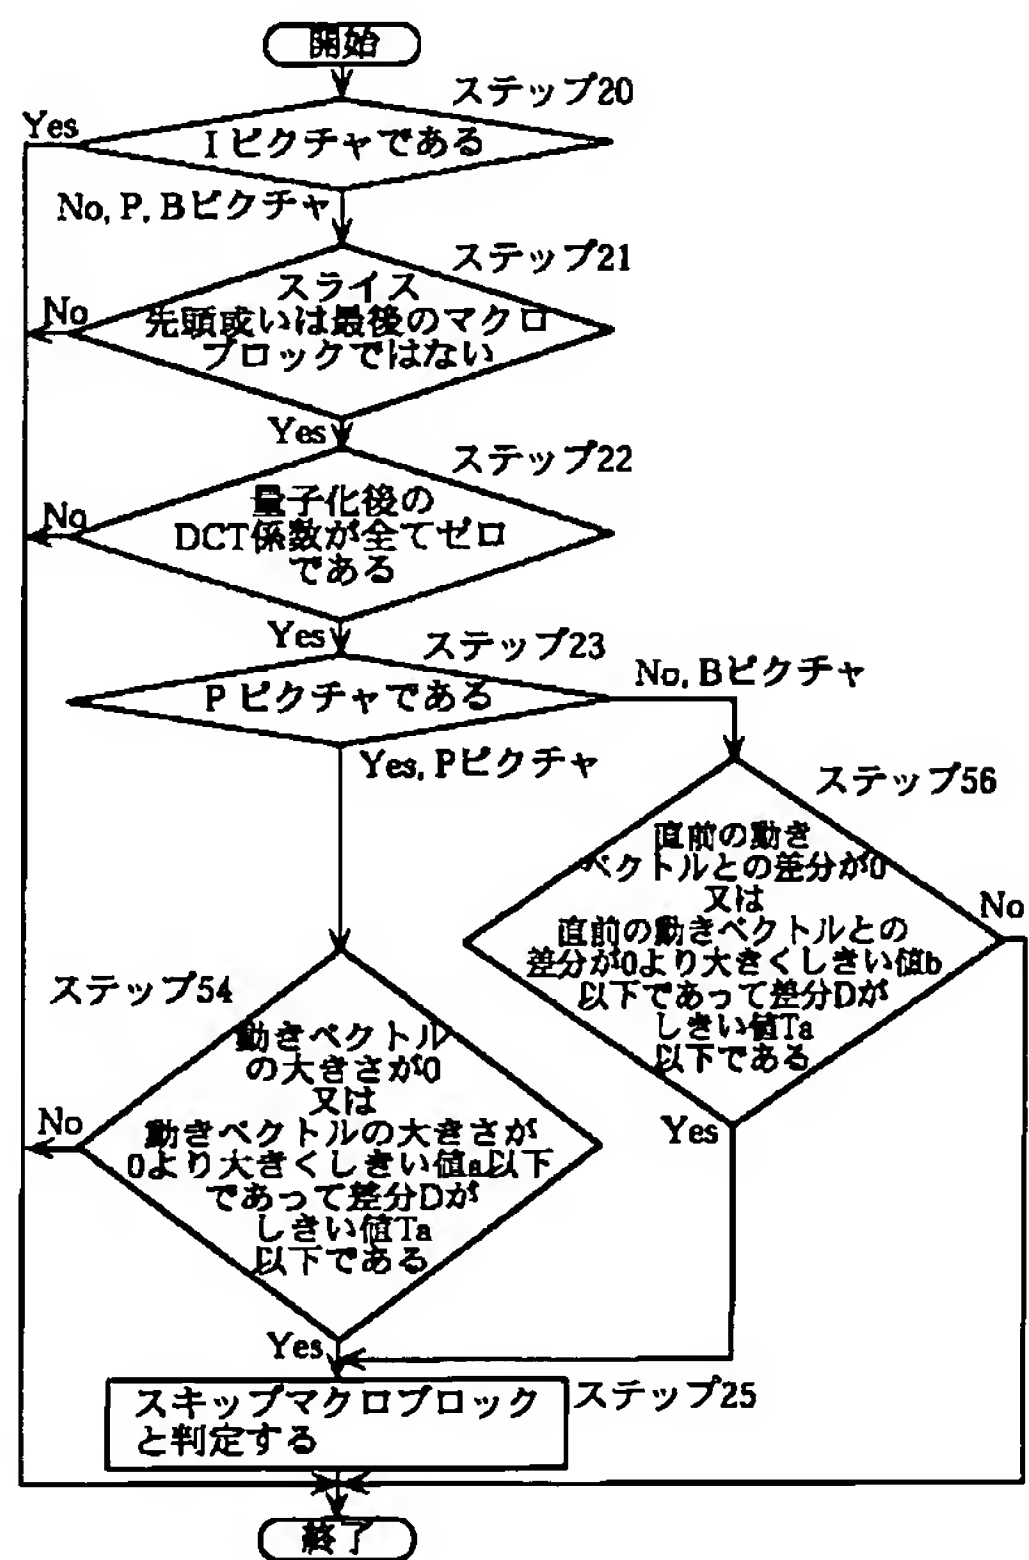 開始
ステップ20
Yes
I ピクチャである
No, P, Bピクチャ
ステップ21
No
スライス
先頭或いは最後のマクロ
ブロックではない
Yes
ステップ22
No
量子化後の
DCT係数が全てゼロ
である
Yes
ステップ23
P ピクチャである
No, Bピクチャ
Yes, Pピクチャ
ステップ56
直前の動き
ベクトルとの差分が0
又は
直前の動きベクトルとの
差分が0より大きくしきい値b
以下であって差分Dが
しきい値Ta
以下である
No
Yes
ステップ54
動きベクトル
の大きさが0
又は
動きベクトルの大きさが
0より大きくしきい値a以下
であって差分Dが
しきい値Ta
以下である
No
Yes
スキップマクロブロック
と判定する
ステップ25
終了